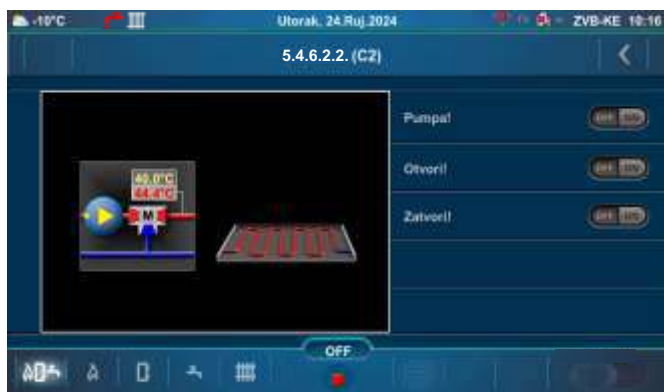 -10°C Utorak, 24.Ruj.2024 ZVB-KE 10:16
5.4.6.2.2. (C2)
Pumpa!
40.0°C
44.4°C
M
Otvori!
Zatvori!
OFF